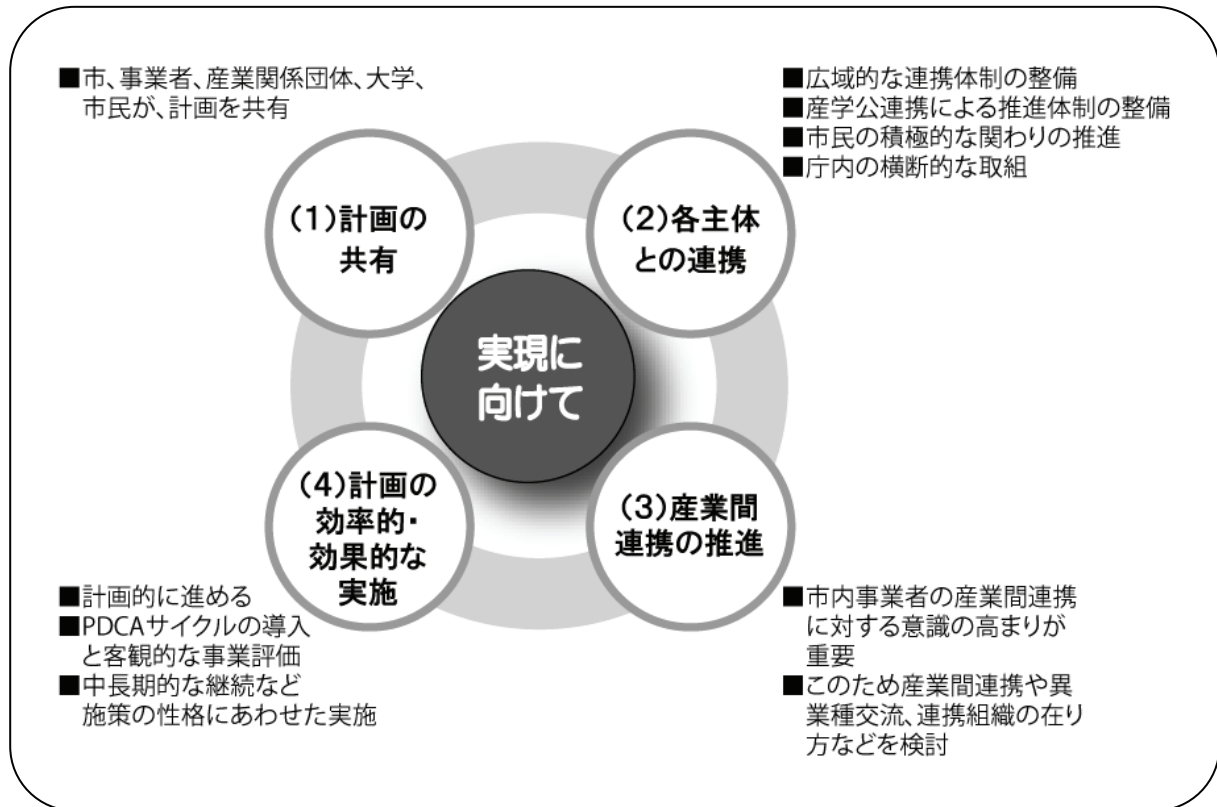 ■市、事業者、産業関係団体、大学、
市民が、計画を共有
(1)計画の
共有
■広域的な連携体制の整備
■産学公連携による推進体制の整備
■市民の積極的な関わりの推進
■庁内の横断的な取組
(2)各主体
との連携
実現に
向けて
(4)計画の
効率的・
効果的な
実施
■計画的に進める
■PDCAサイクルの導入
と客観的な事業評価
■中長期的な継続など
施策の性格にあわせた実施
(3)産業間
連携の推進
■市内事業者の産業間連携
に対する意識の高まりが
重要
■このため産業間連携や異
業種交流、連携組織の在り
方などを検討